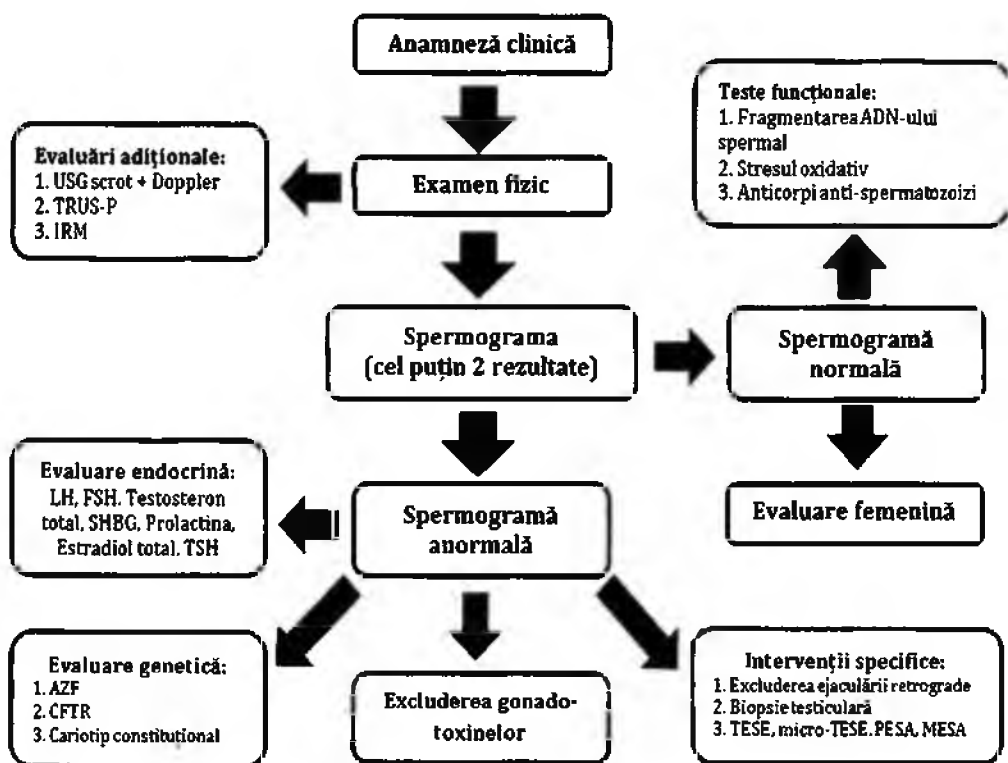 Anamneză clinică
Teste funcționale:
1. Fragmentarea ADN-ului
spermal
2. Stresul oxidativ
3. Anticorpi anti-spermatozoizi
Evaluări adiționale:
1. USG scrot + Doppler
2. TRUS-P
3. IRM
Examen fizic
Spermograma
(cel puțin 2 rezultate)
Spermogramă
normală
Evaluare endocrină:
LH, FSH. Testosteron
total, SHBG, Prolactina,
Estradiol total. TSH
Spermogramă
anormală
Evaluare feminină
Evaluare genetică:
1. AZF
2. CFTR
3. Cariotip constitutional
Excluderea gonado-
toxinelor
Intervenții specifice:
1. Excluderea ejaculării retrograde
2. Biopsie testiculară
3. TESE, micro-TESE. PESA, MESA